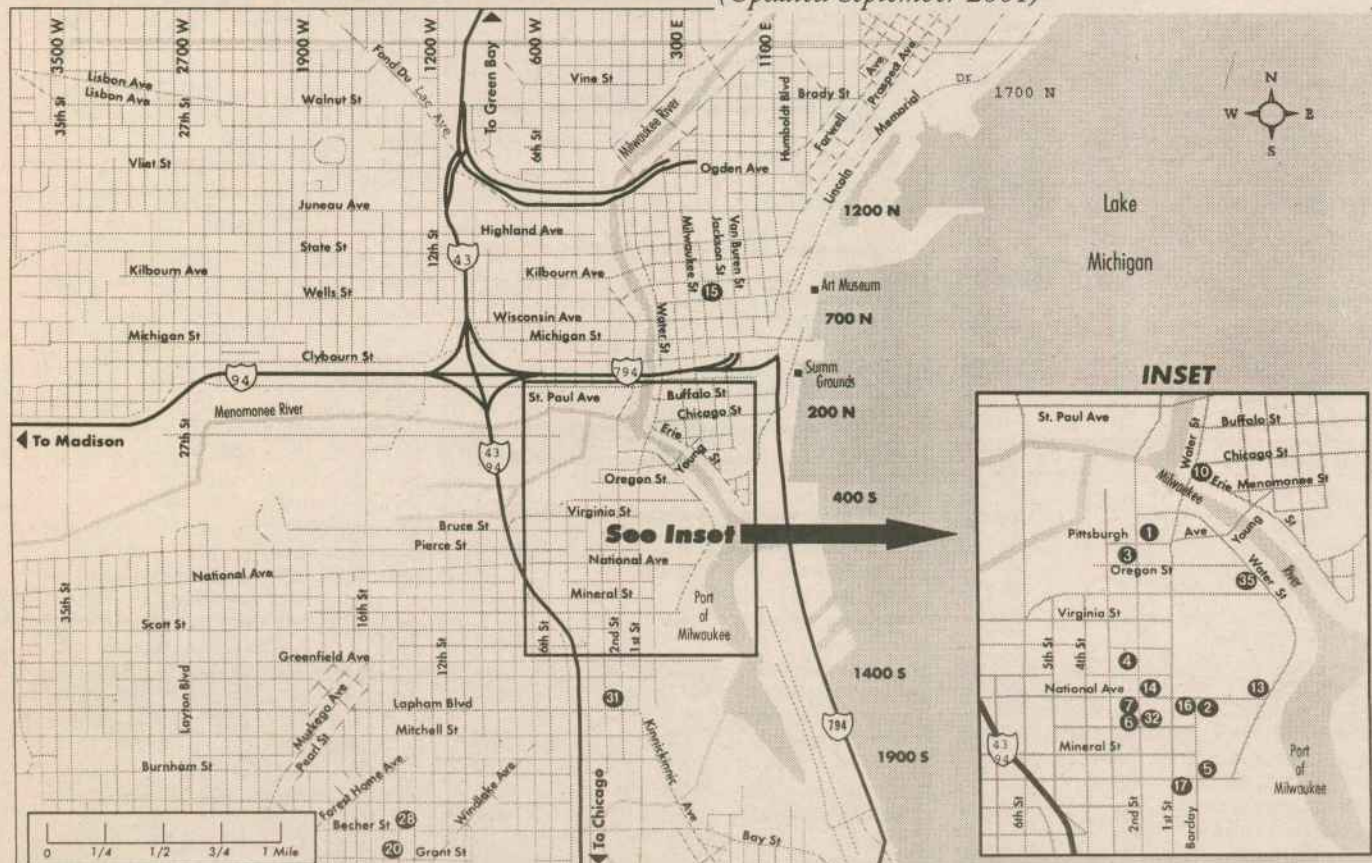 3500 W
2700 W
1900 W
1200 W
To Green Bay
600 W
300 E
1100 E
Lisbon Ave
Lisbon Ave
35th St
27th St
Walnut St
Fond Du Lac Ave
Vine St
6th St
Milwaukee River
Humboldt Blvd
Brady St
Farwell Ave
Prospect Ave
Lincoln Memorial Dr
1700 N
N
W
E
S
Vliet St
Ogden Ave
Juneau Ave
1200 N
Lake
Michigan
State St
12th St
43
Highland Ave
Milwaukee St
Jackson St
Van Buren St
Kilbourn Ave
Kilbourn Ave
Wells St
15
Art Museum
Wisconsin Ave
Water St
700 N
Michigan St
Michigan St
Clybourn St
94
794
Summ
Grounds
St. Paul Ave
Buffalo St
Chicago St
200 N
Menomonee River
To Madison
27th St
43
94
Erie
Young St
Oregon St
400 S
Virginia St
Bruce St
Pierce St
See Inset
National Ave
National Ave
Mineral St
Port
of
Milwaukee
35th St
16th St
Scott St
6th St
2nd St
1st St
Greenfield Ave
12th St
1400 S
Layton Blvd
Muskego Ave
Pearl St
Lapham Blvd
31
Mitchell St
794
Kinnickinnic Ave
1900 S
Burnham St
Forest Home Ave
Windlake Ave
To Chicago
Becher St
28
20
Grant St
Bay St
0 1/4 1/2 3/4 1 Mile
INSET
St. Paul Ave
Water St
Buffalo St
Chicago St
10
Erie
Menomonee St
Milwaukee
River
Pittsburgh
1
Ave
Young St
3
Oregon St
Water St
35
Virginia St
5th St
4th St
4
National Ave
14
13
7
16
2
6
32
Mineral St
43
94
5
17
Port
of
Milwaukee
6th St
2nd St
1st St
Barclay